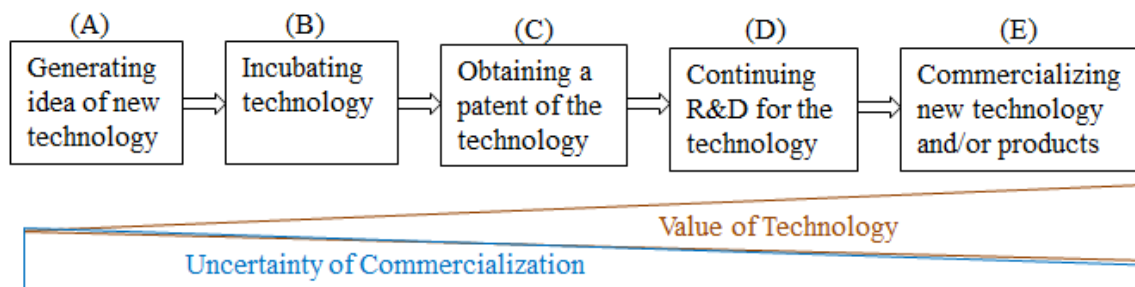 (A)
(B)
(C)
(D)
(E)
Generating
idea of new
technology
Incubating
technology
Obtaining a
patent of the
technology
Continuing
R&D for the
technology
Commercializing
new technology
and/or products
Value of Technology
Uncertainty of Commercialization